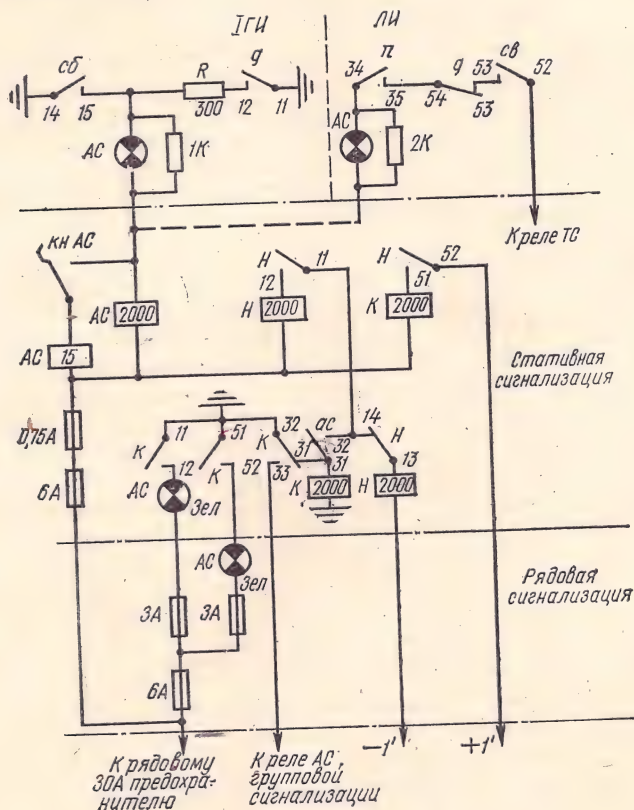 IГИ
ЛИ
сб
14
15
R
300
д
12
11
34
п
35
54
д
53
53
св
52
АС
1К
АС
2К
К реле ТС
кн АС
Н
11
12
Н
52
51
АС
2000
Н
2000
К
2000
АС
15
Стативная
сигнализация
0,75А
6А
К
11
12
51
К
52
32
К
31
33
ас
32
31
14
Н
13
АС
Зел
К
2000
Н
2000
АС
Зел
3А
3А
Рядовая
сигнализация
6А
К рядовому
30А предохра-
нителю
К реле АС,
групповой
сигнализации
–1'
+1'